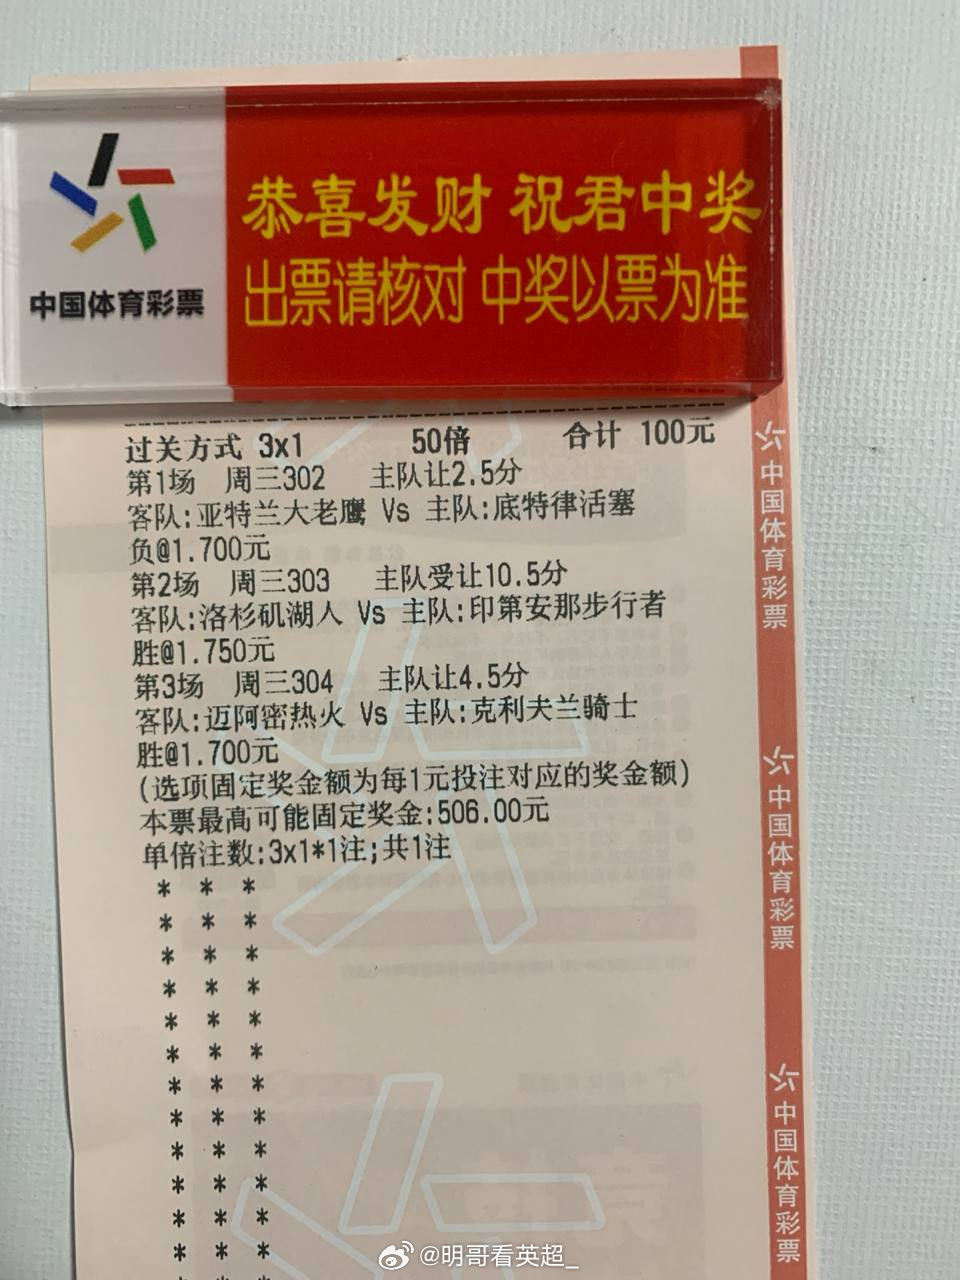 中国体育彩票
恭喜发财 祝君中奖
出票请核对 中奖以票为准
过关方式 3x1 50倍 合计 100元
第1场 周三302 主队让2.5分
客队:亚特兰大老鹰 Vs 主队:底特律活塞
负@1.700元
第2场 周三303 主队受让10.5分
客队:洛杉矶湖人 Vs 主队:印第安那步行者
胜@1.750元
第3场 周三304 主队让4.5分
客队:迈阿密热火 Vs 主队:克利夫兰骑士
胜@1.700元
(选项固定奖金额为每1元投注对应的奖金额)
本票最高可能固定奖金:506.00元
单倍注数:3x1*1注;共1注
* * *
* * *
* * *
* * *
* * *
* * *
* * *
* * *
* * *
* * *
* * *
* * *
中国体育彩票
中国体育彩票
中国体育彩票
@明哥看英超_